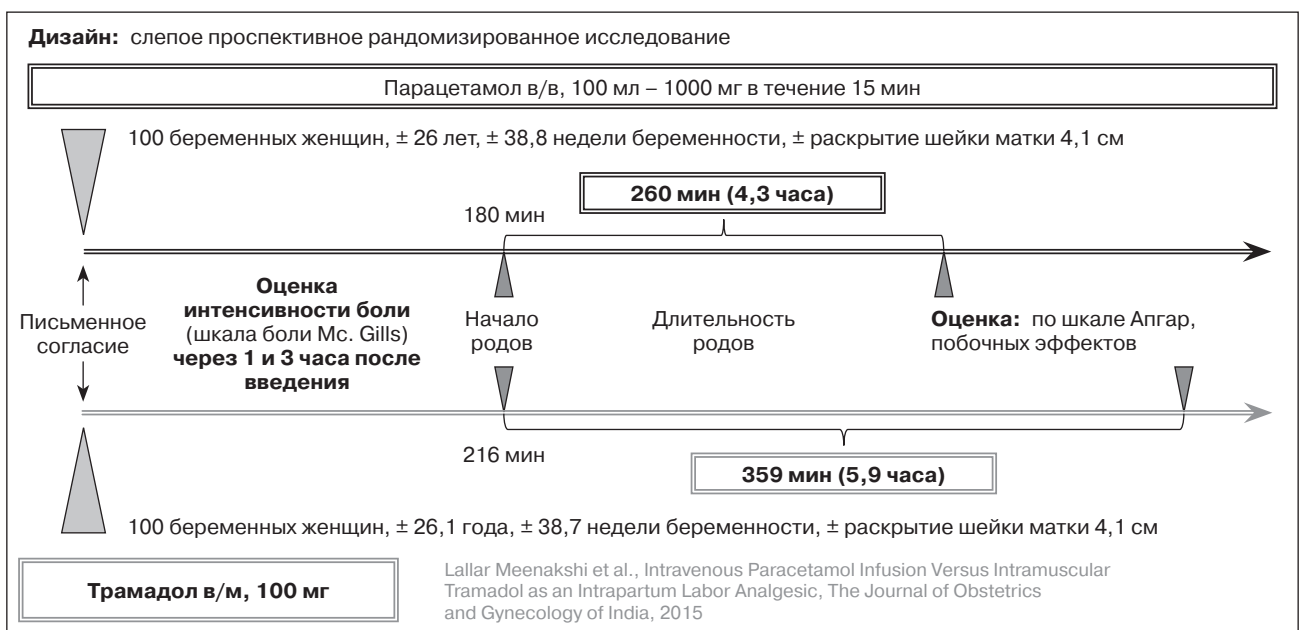 Дизайн: слепое проспективное рандомизированное исследование
Парацетамол в/в, 100 мл – 1000 мг в течение 15 мин
100 беременных женщин, ± 26 лет, ± 38,8 недели беременности, ± раскрытие шейки матки 4,1 см
260 мин (4,3 часа)
180 мин
Письменное
согласие
Оценка
интенсивности боли
(шкала боли Mc. Gills)
через 1 и 3 часа после
введения
Начало
родов
Длительность
родов
Оценка: по шкале Апгар,
побочных эффектов
216 мин
359 мин (5,9 часа)
100 беременных женщин, ± 26,1 года, ± 38,7 недели беременности, ± раскрытие шейки матки 4,1 см
Трамадол в/м, 100 мг
Lallar Meenakshi et al., Intravenous Paracetamol Infusion Versus Intramuscular
Tramadol as an Intrapartum Labor Analgesic, The Journal of Obstetrics
and Gynecology of India, 2015